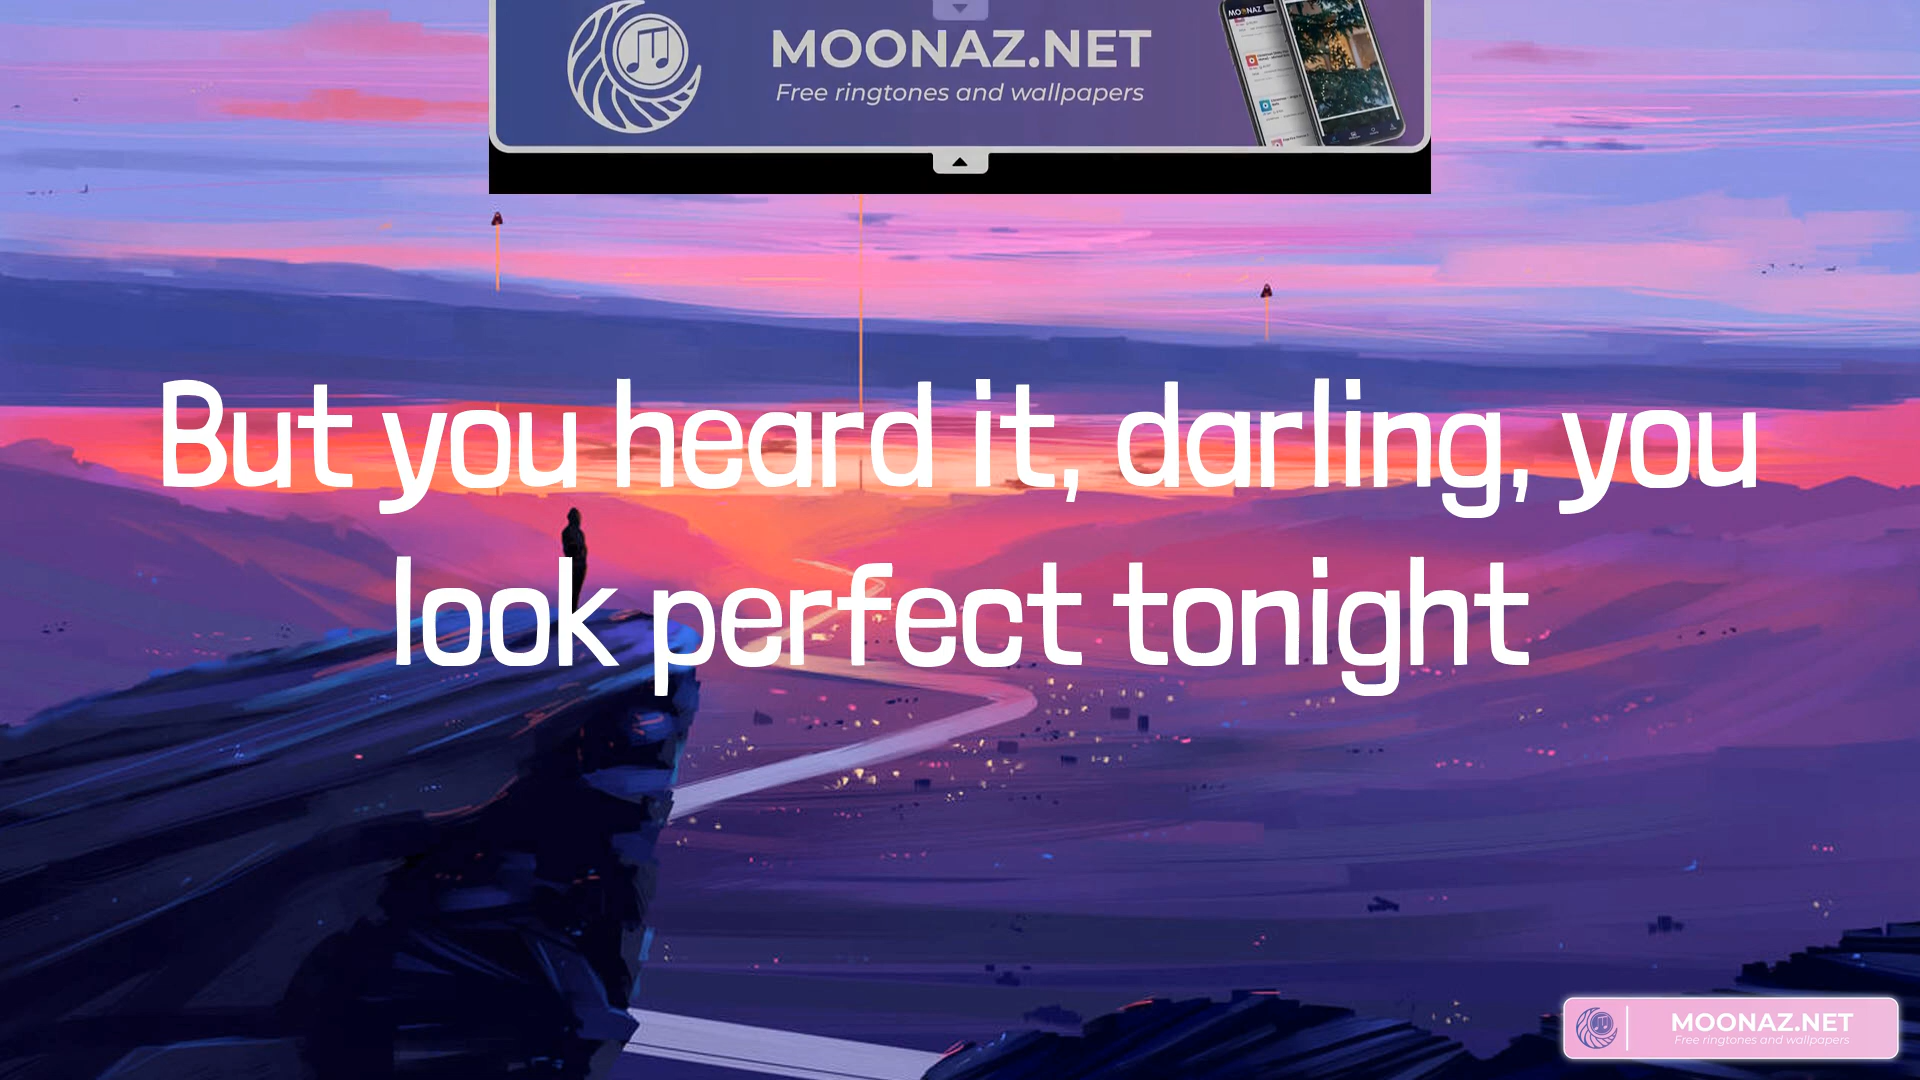 MOONAZ.NET
Free ringtones and wallpapers
But you heard it, darling, you
look perfect tonight
MOONAZ.NET
Free ringtones and wallpapers